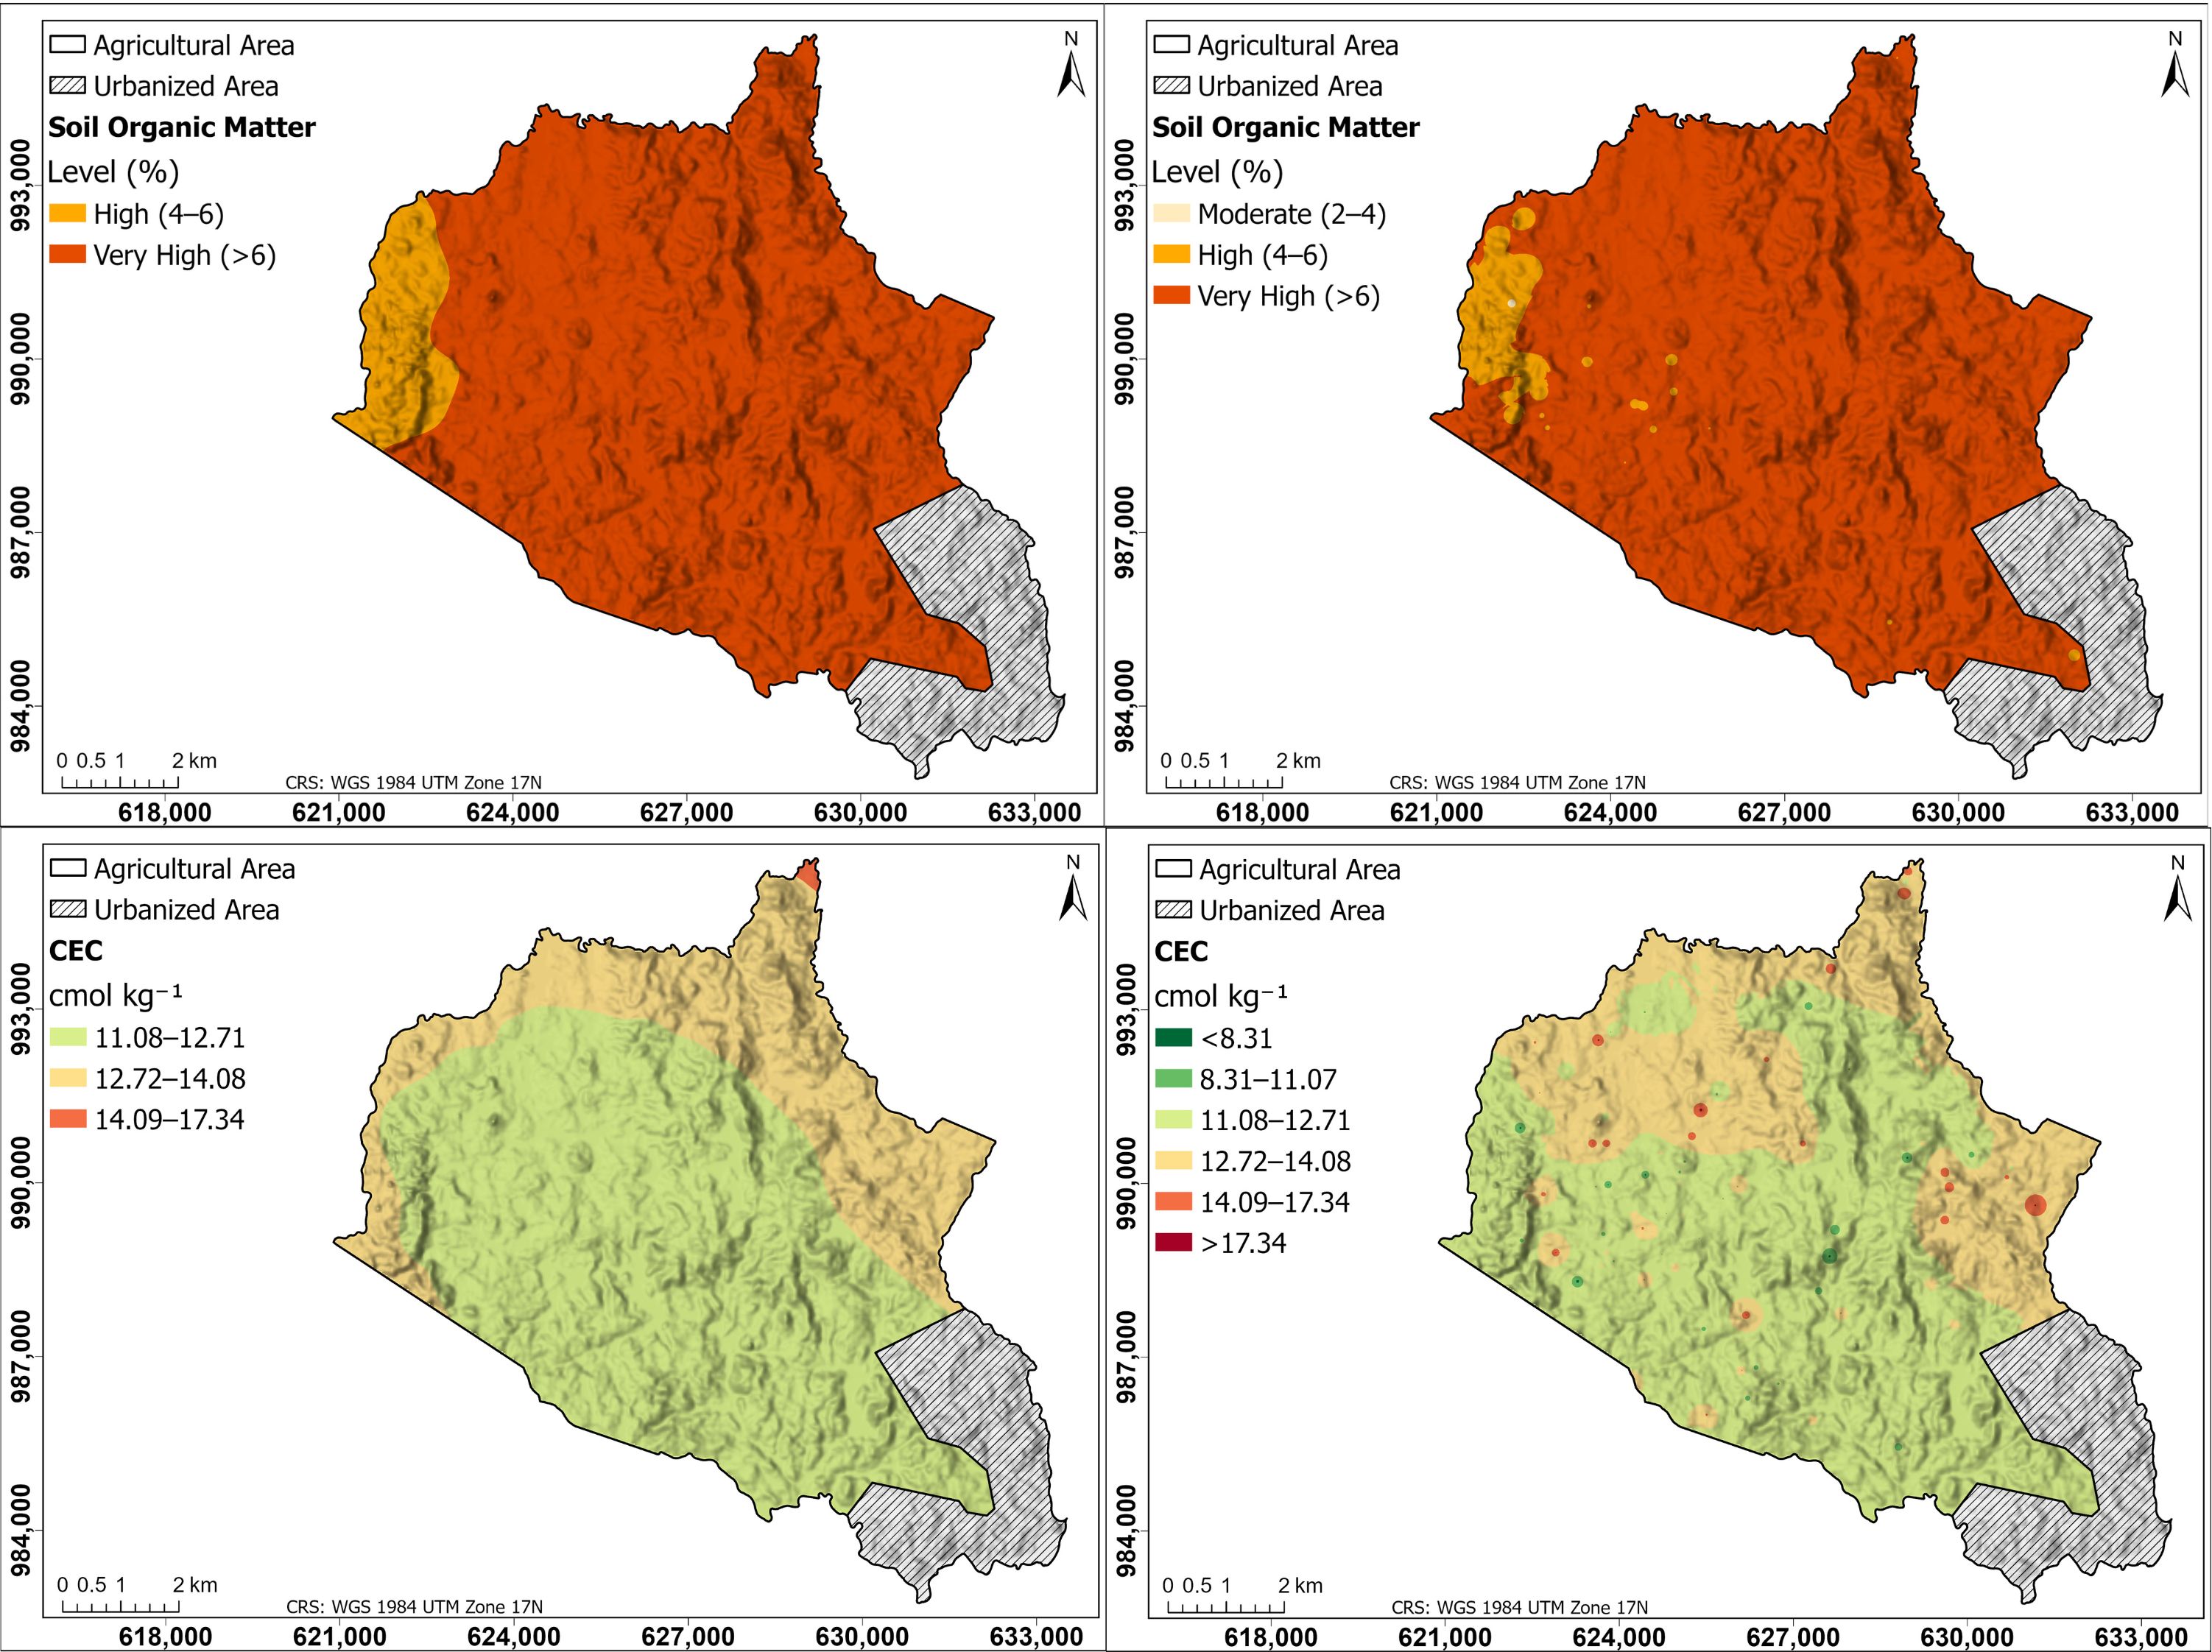 Agricultural Area
Urbanized Area
Soil Organic Matter
Level (%)
High (4–6)
Very High (>6)
N
993,000
990,000
987,000
984,000
0 0.5 1 2 km
CRS: WGS 1984 UTM Zone 17N
618,000 621,000 624,000 627,000 630,000 633,000
Agricultural Area
Urbanized Area
Soil Organic Matter
Level (%)
Moderate (2–4)
High (4–6)
Very High (>6)
N
993,000
990,000
987,000
984,000
0 0.5 1 2 km
CRS: WGS 1984 UTM Zone 17N
618,000 621,000 624,000 627,000 630,000 633,000
Agricultural Area
Urbanized Area
CEC
cmol kg⁻¹
11.08–12.71
12.72–14.08
14.09–17.34
N
993,000
990,000
987,000
984,000
0 0.5 1 2 km
CRS: WGS 1984 UTM Zone 17N
618,000 621,000 624,000 627,000 630,000 633,000
Agricultural Area
Urbanized Area
CEC
cmol kg⁻¹
<8.31
8.31–11.07
11.08–12.71
12.72–14.08
14.09–17.34
>17.34
N
993,000
990,000
987,000
984,000
0 0.5 1 2 km
CRS: WGS 1984 UTM Zone 17N
618,000 621,000 624,000 627,000 630,000 633,000